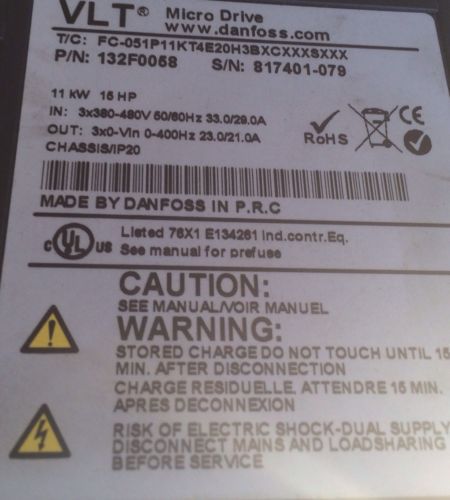 VLT® Micro Drive
www.danfoss.com
T/C: FC-051P11KT4E20H3BXCXXXSXXX
P/N: 132F0058 S/N: 817401-079
11 kW 15 HP
IN: 3x380-480V 50/60Hz 33.0/29.0A
OUT: 3x0-Vin 0-400Hz 23.0/21.0A
CHASSIS/IP20
RoHS
CE
MADE BY DANFOSS IN P.R.C
c UL US Listed 76X1 E134261 Ind.contr.Eq.
See manual for prefuse
CAUTION:
SEE MANUAL/VOIR MANUEL
WARNING:
STORED CHARGE DO NOT TOUCH UNTIL 15
MIN. AFTER DISCONNECTION
CHARGE RESIDUELLE, ATTENDRE 15 MIN.
APRES DECONNEXION
RISK OF ELECTRIC SHOCK-DUAL SUPPLY
DISCONNECT MAINS AND LOADSHARING
BEFORE SERVICE